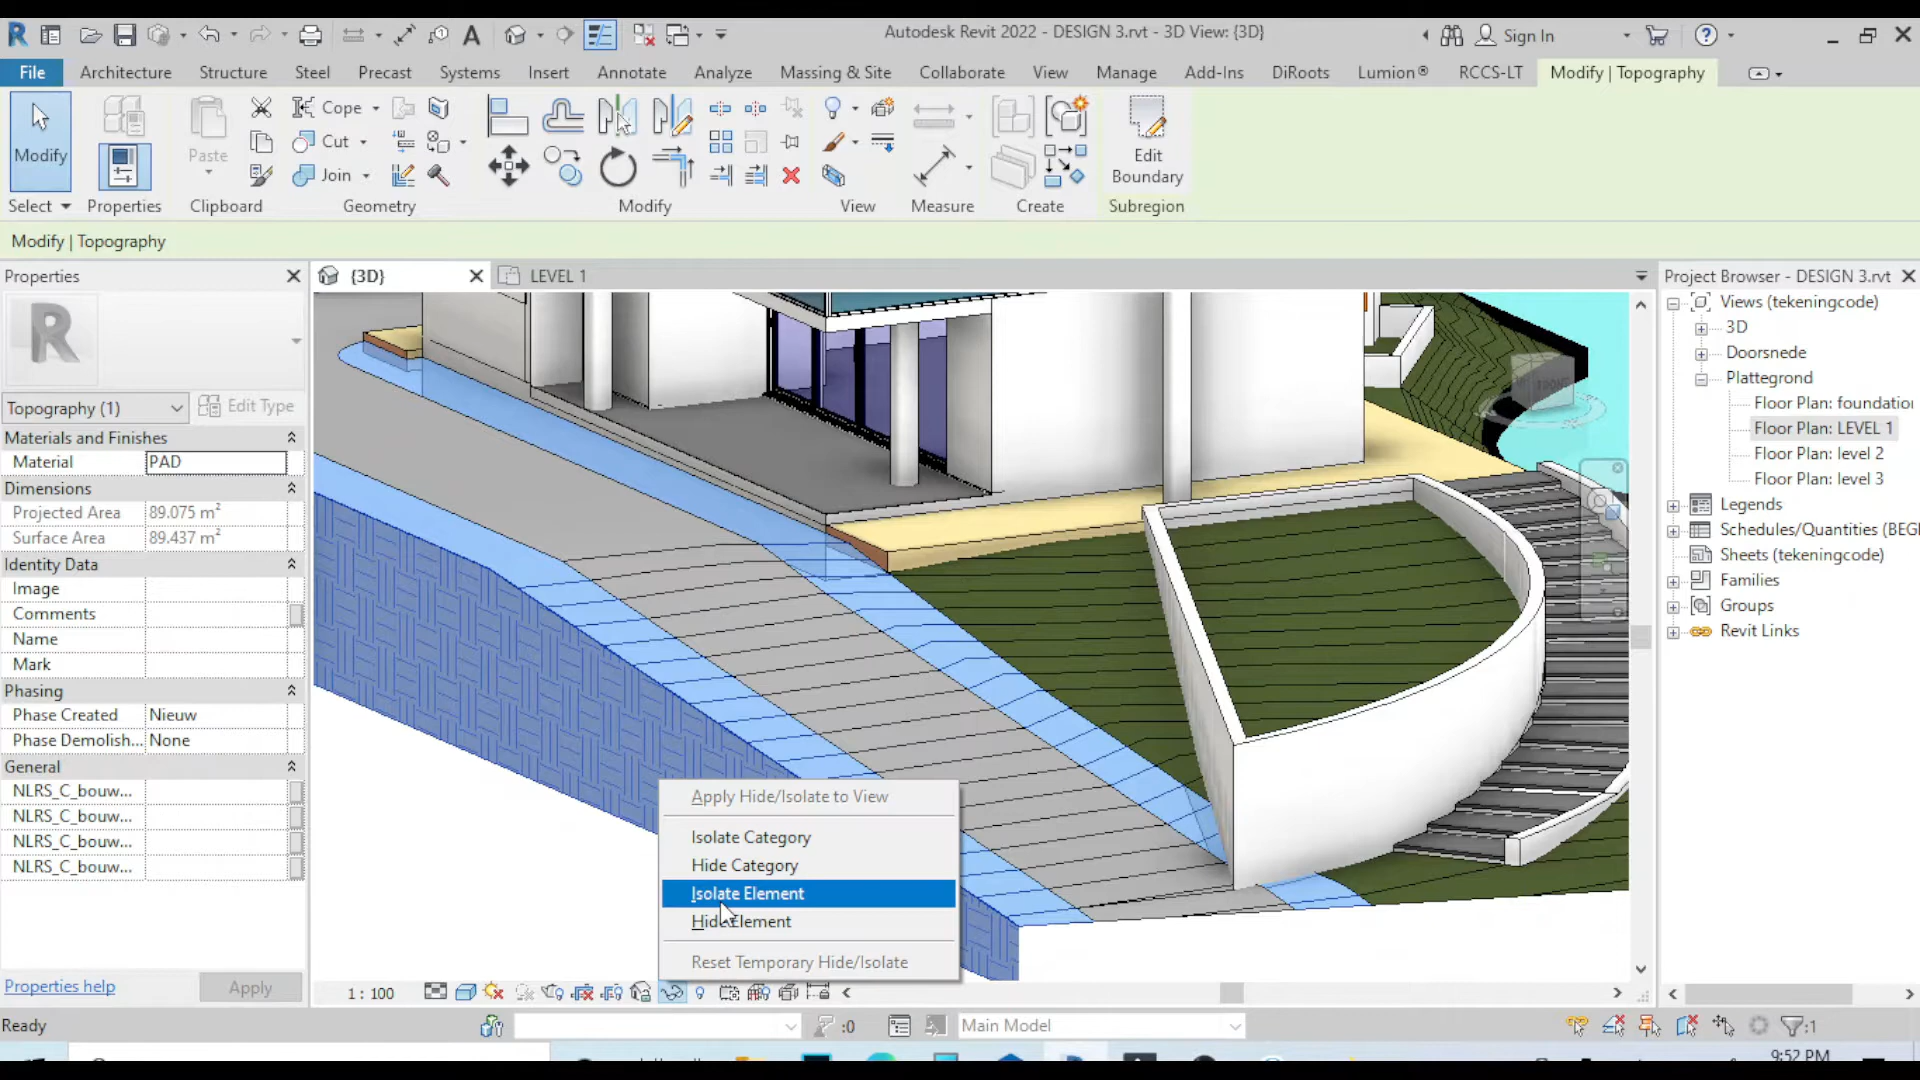 Autodesk Revit 2022 - DESIGN 3.rvt - 3D View: {3D}
Sign In
File Architecture Structure Steel Precast Systems Insert Annotate Analyze Massing & Site Collaborate View Manage Add-Ins DiRoots Lumion® RCCS-LT Modify | Topography
Modify Paste Cope Cut Join Edit Boundary
Select Properties Clipboard Geometry Modify View Measure Create Subregion
Modify | Topography
Properties
Topography (1) Edit Type
Materials and Finishes
Material PAD
Dimensions
Projected Area 89.075 m²
Surface Area 89.437 m²
Identity Data
Image
Comments
Name
Mark
Phasing
Phase Created Nieuw
Phase Demolish... None
General
NLRS_C_bouw...
NLRS_C_bouw...
NLRS_C_bouw...
NLRS_C_bouw...
Properties help Apply
{3D} LEVEL 1
Apply Hide/Isolate to View
Isolate Category
Hide Category
Isolate Element
Hide Element
Reset Temporary Hide/Isolate
1 : 100
Project Browser - DESIGN 3.rvt
Views (tekeningcode)
3D
Doorsnede
Plattegrond
Floor Plan: foundatio
Floor Plan: LEVEL 1
Floor Plan: level 2
Floor Plan: level 3
Legends
Schedules/Quantities (BEG
Sheets (tekeningcode)
Families
Groups
Revit Links
Ready :0 Main Model :1
9:52 PM